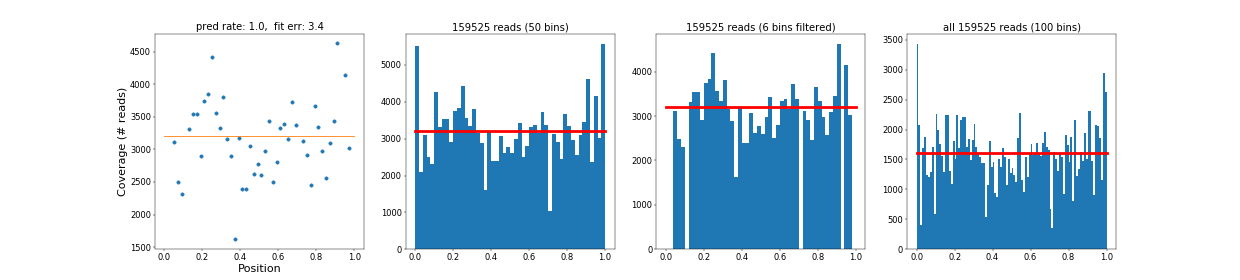 pred rate: 1.0,  fit err: 3.4
4500
4000
3500
3000
2500
2000
1500
0.0 0.2 0.4 0.6 0.8 1.0
Coverage (# reads)
Position
159525 reads (50 bins)
5000
4000
3000
2000
1000
0
0.0 0.2 0.4 0.6 0.8 1.0
159525 reads (6 bins filtered)
4000
3000
2000
1000
0
0.0 0.2 0.4 0.6 0.8 1.0
all 159525 reads (100 bins)
3500
3000
2500
2000
1500
1000
500
0
0.0 0.2 0.4 0.6 0.8 1.0